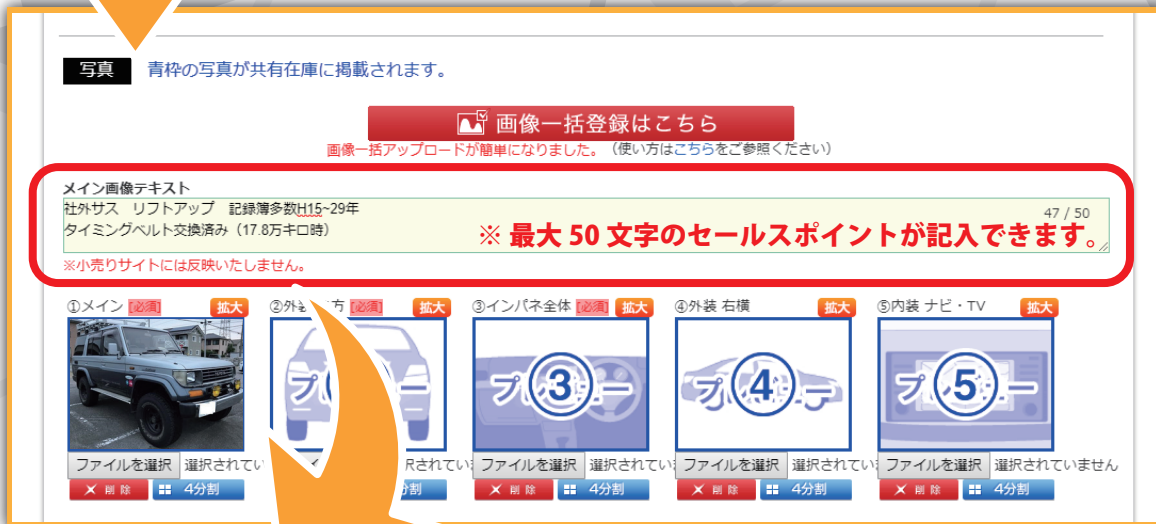 写真 青枠の写真が共有在庫に掲載されます。
画像一括登録はこちら
画像一括アップロードが簡単になりました。(使い方はこちらをご参照ください)
メイン画像テキスト
社外サス リフトアップ 記録簿多数H15~29年
47 / 50
タイミングベルト交換済み(17.8万キロ時)
※ 最大 50 文字のセールスポイントが記入できます。
※小売りサイトには反映いたしません。
①メイン [必須] 拡大 ②外装 方 [必須] 拡大 ③インパネ全体 [必須] 拡大 ④外装 右横 拡大 ⑤内装 ナビ・TV 拡大
プ プ 3 ー プ 4 ー プ 5 ー
ファイルを選択 選択されてい れてい ファイルを選択 選択されてい ファイルを選択 選択されてい ファイルを選択 選択されていません
削除 4分割 分割 削除 4分割 削除 4分割 削除 4分割